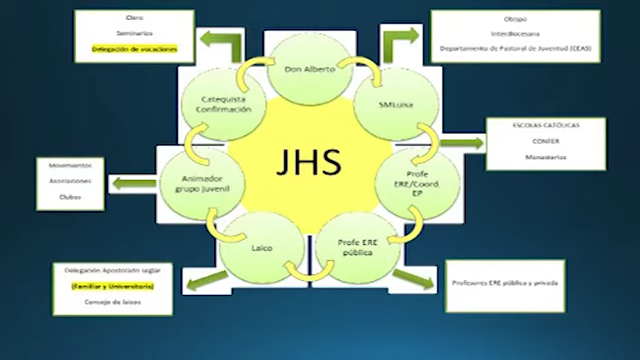 Clero
Seminarios
Delegación de vocaciones
Obispo
Interdiocesana
Departamento de Pastoral de Juventud (CEAS)
Don Alberto
Catequista
Confirmación
SMLuisa
ESCOLAS CATÓLICAS
CONFER
Monasterios
JHS
Movimientos
Asociaciones
Clubes
Animador
grupo juvenil
Profe
ERE/Coord.
EP
Laico
Profe ERE
pública
Delegación Apostolado seglar
(Familiar y Universitaria)
Consejo de laicos
Profesores ERE pública y privada